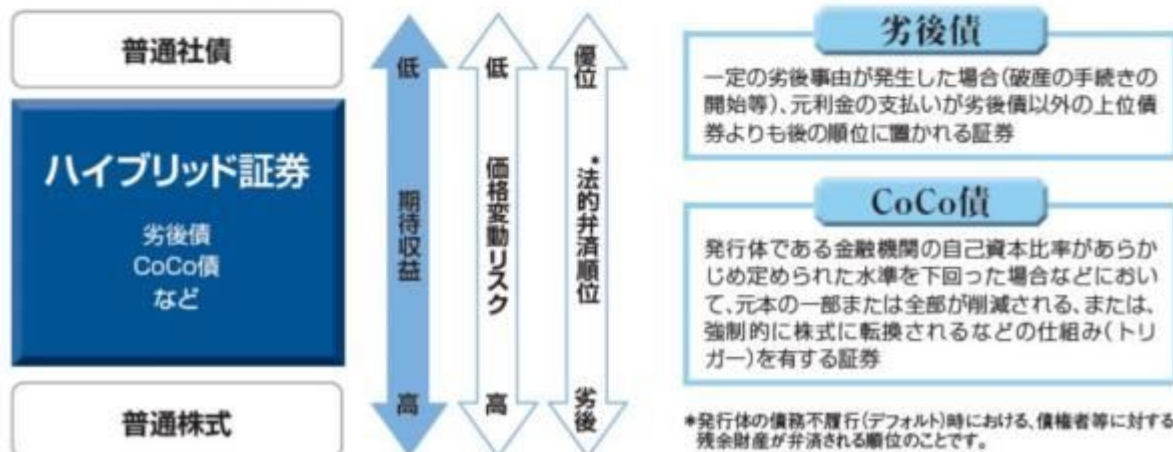 普通社債
ハイブリッド証券
劣後債
CoCo債
など
普通株式
低
期待収益
高
低
価格変動リスク
高
優位
*法的弁済順位
劣後
劣後債
一定の劣後事由が発生した場合(破産の手続きの
開始等)、元利金の支払いが劣後債以外の上位債
券よりも後の順位に置かれる証券
CoCo債
発行体である金融機関の自己資本比率があらか
じめ定められた水準を下回った場合などにおい
て、元本の一部または全部が削減される、または、
強制的に株式に転換されるなどの仕組み(トリ
ガー)を有する証券
*発行体の債務不履行(デフォルト)時における、債権者等に対する
残余財産が弁済される順位のことです。